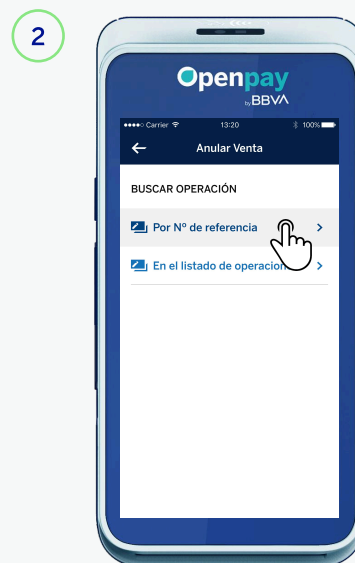 2
Openpay
by BBVA
Carrier 13:20 100%
Anular Venta
BUSCAR OPERACIÓN
Por Nº de referencia
En el listado de operacion